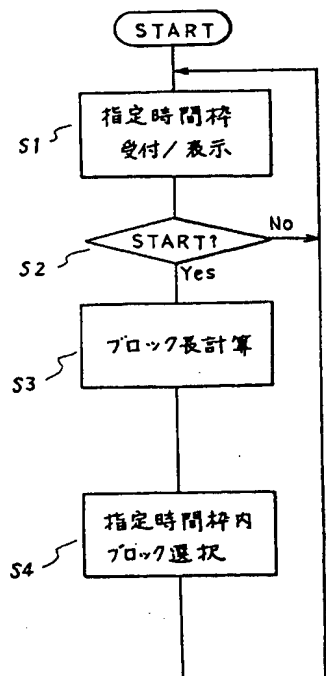 START
指定時間枠
受付/表示
S1
START?
No
S2
Yes
ブロック長計算
S3
指定時間枠内
ブロック選択
S4